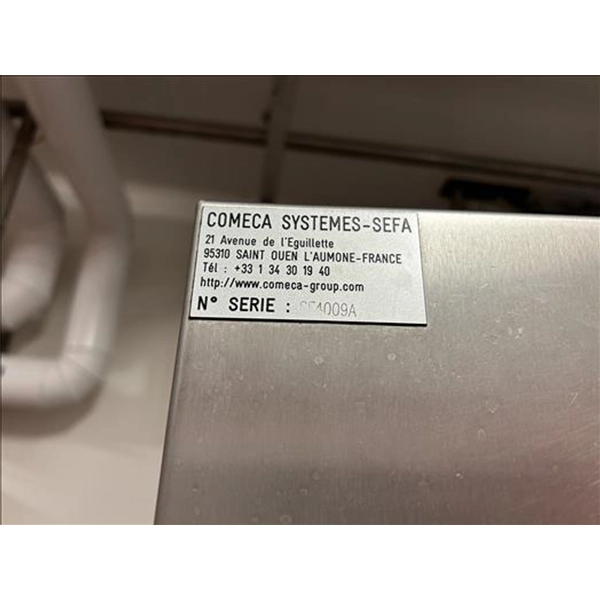 COMECA SYSTEMES-SEFA
21 Avenue de l'Eguillette
95310 SAINT OUEN L'AUMONE-FRANCE
Tél : +33 1 34 30 19 40
http://www.comeca-group.com
N° SERIE :